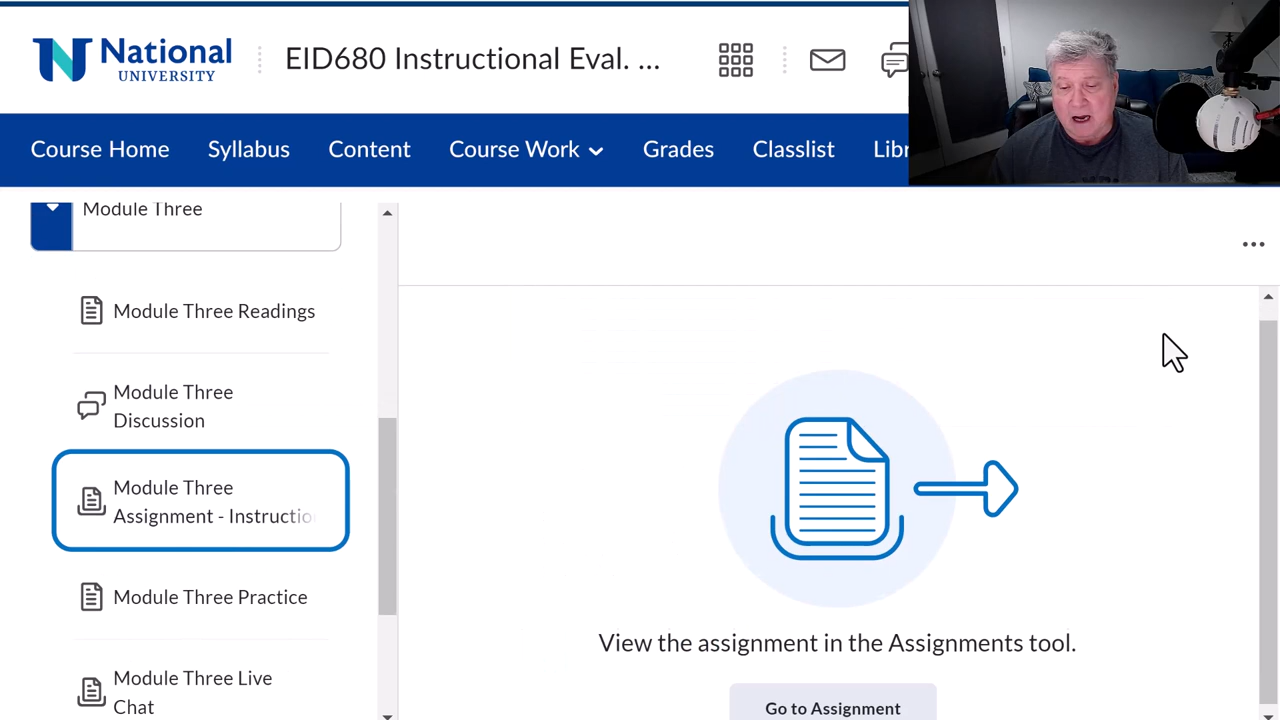 National
UNIVERSITY
EID680 Instructional Eval. ...
Course Home
Syllabus
Content
Course Work
Grades
Classlist
Libr
Module Three
Module Three Readings
Module Three
Discussion
Module Three
Assignment - Instructio
Module Three Practice
Module Three Live
Chat
View the assignment in the Assignments tool.
Go to Assignment